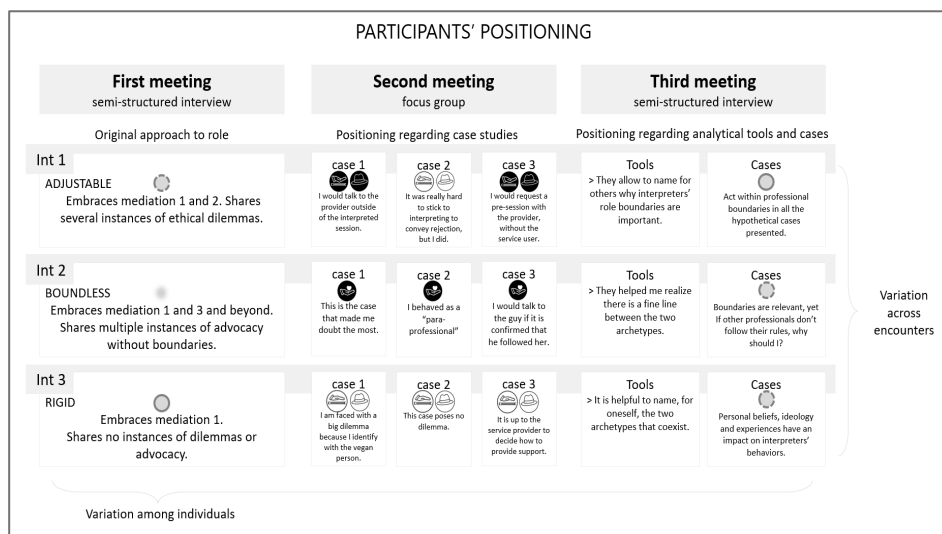 PARTICIPANTS' POSITIONING
First meeting
semi-structured interview
Second meeting
focus group
Third meeting
semi-structured interview
Original approach to role
Positioning regarding case studies
Positioning regarding analytical tools and cases
Int 1
ADJUSTABLE
Embraces mediation 1 and 2. Shares
several instances of ethical dilemmas.
case 1
I would talk to the
provider outside
of the interpreted
session.
case 2
It was really hard
to stick to
interpreting to
convey rejection,
but I did.
case 3
I would request a
pre-session with
the provider,
without the
service user.
Tools
> They allow to name for
others why interpreters'
role boundaries are
important.
Cases
Act within professional
boundaries in all the
hypothetical cases
presented.
Int 2
BOUNDLESS
Embraces mediation 1 and 3 and beyond.
Shares multiple instances of advocacy
without boundaries.
case 1
This is the case
that made me
doubt the most.
case 2
I behaved as a
"para-
professional"
case 3
I would talk to
the guy if it is
confirmed that
he followed her.
Tools
> They helped me realize
there is a fine line
between the two
archetypes.
Cases
Boundaries are relevant, yet
If other professionals don't
follow their rules, why
should I?
Int 3
RIGID
Embraces mediation 1.
Shares no instances of dilemmas or
advocacy.
case 1
I am faced with a
big dilemma
because I identify
with the vegan
person.
case 2
This case poses no
dilemma.
case 3
It is up to the
service provider to
decide how to
provide support.
Tools
> It is helpful to name, for
oneself, the two
archetypes that coexist.
Cases
Personal beliefs, ideology
and experiences have an
impact on interpreters'
behaviors.
Variation
across
encounters
Variation among individuals